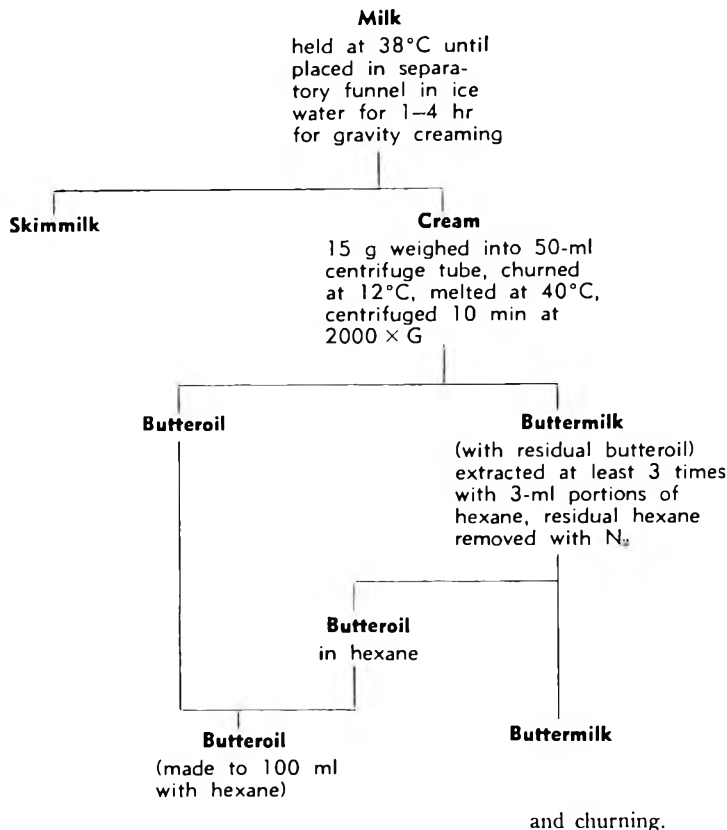 Milk
held at 38°C until
placed in separa-
tory funnel in ice
water for 1–4 hr
for gravity creaming
Skimmilk
Cream
15 g weighed into 50-ml
centrifuge tube, churned
at 12°C, melted at 40°C,
centrifuged 10 min at
2000 × G
Butteroil
Buttermilk
(with residual butteroil)
extracted at least 3 times
with 3-ml portions of
hexane, residual hexane
removed with N₂
Butteroil
in hexane
Butteroil
(made to 100 ml
with hexane)
Buttermilk
and churning.